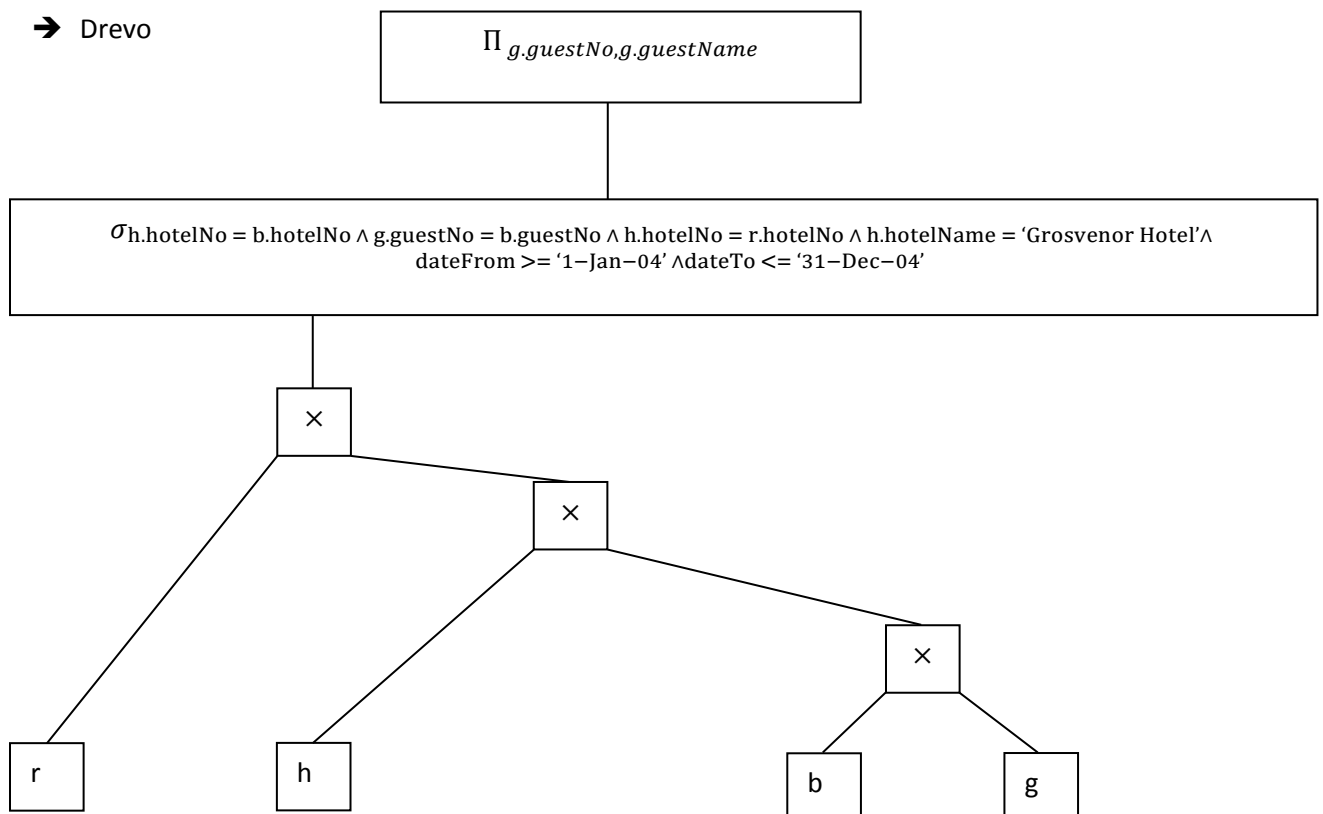 ➔ Drevo
Π g.guestNo,g.guestName
σh.hotelNo = b.hotelNo ∧ g.guestNo = b.guestNo ∧ h.hotelNo = r.hotelNo ∧ h.hotelName = ‘Grosvenor Hotel’∧
dateFrom >= ‘1−Jan−04’ ∧dateTo <= ‘31−Dec−04’
×
×
×
r
h
b
g